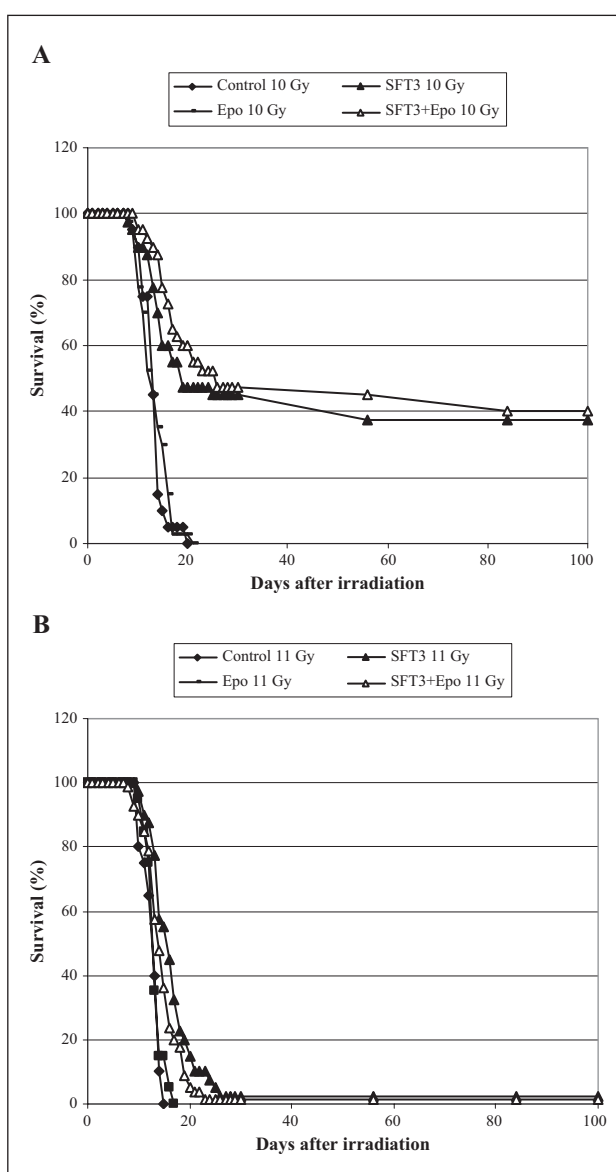 A
Control 10 Gy SFT3 10 Gy
Epo 10 Gy SFT3+Epo 10 Gy
120
100
80
60
40
20
0
Survival (%)
0 20 40 60 80 100
Days after irradiation
B
Control 11 Gy SFT3 11 Gy
Epo 11 Gy SFT3+Epo 11 Gy
120
100
80
60
40
20
0
Survival (%)
0 20 40 60 80 100
Days after irradiation